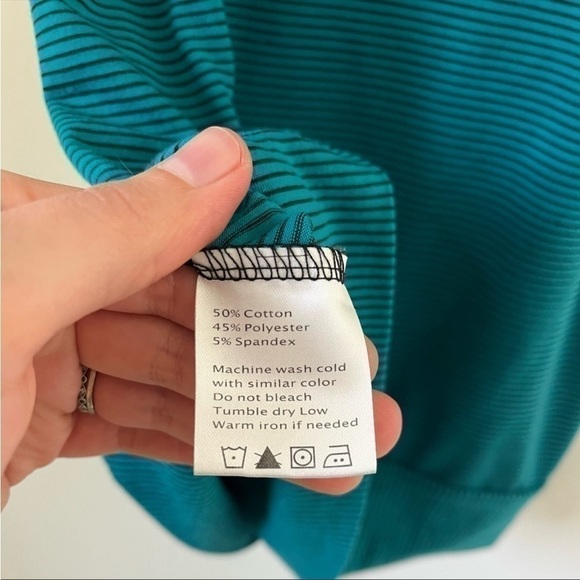 50% Cotton
45% Polyester
5% Spandex
Machine wash cold
with similar color
Do not bleach
Tumble dry Low
Warm iron if needed